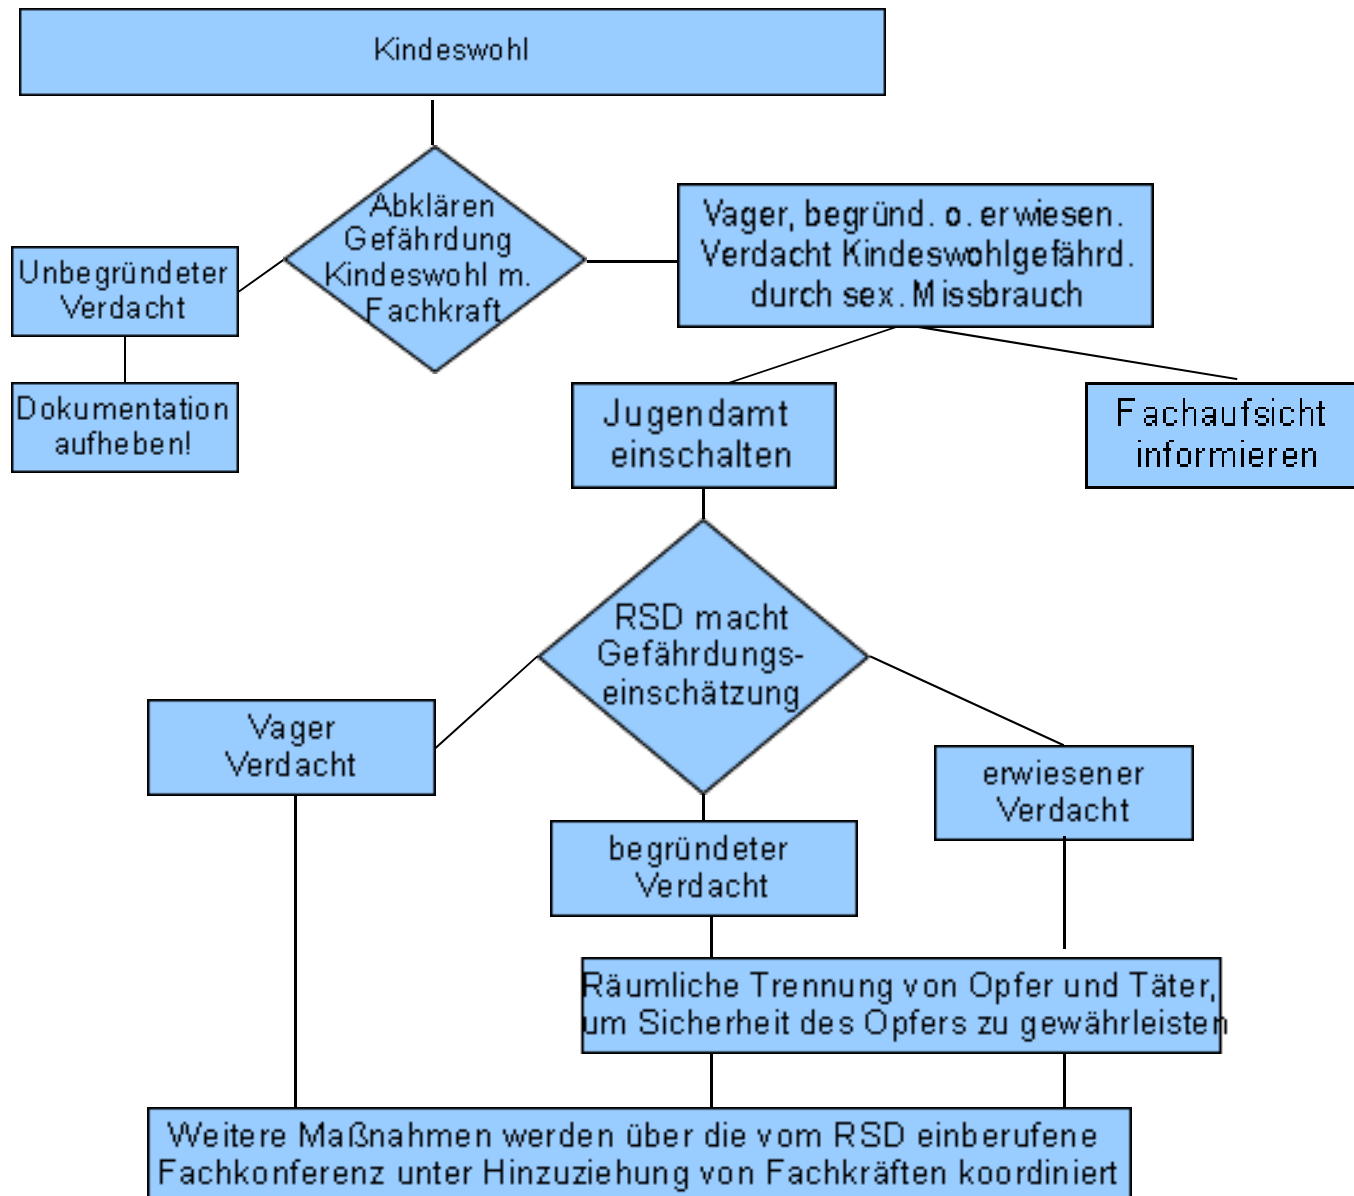 Kindeswohl
Abklären
Gefährdung
Kindeswohl m.
Fachkraft
Vager, begründ. o. erwiesen.
Verdacht Kindeswohlgefährd.
durch sex. Missbrauch
Unbegründeter
Verdacht
Dokumentation
aufheben!
Jugendamt
einschalten
Fachaufsicht
informieren
RSD macht
Gefährdungs-
einschätzung
Vager
Verdacht
erwiesener
Verdacht
begründeter
Verdacht
Räumliche Trennung von Opfer und Täter,
um Sicherheit des Opfers zu gewährleisten
Weitere Maßnahmen werden über die vom RSD einberufene
Fachkonferenz unter Hinzuziehung von Fachkräften koordiniert